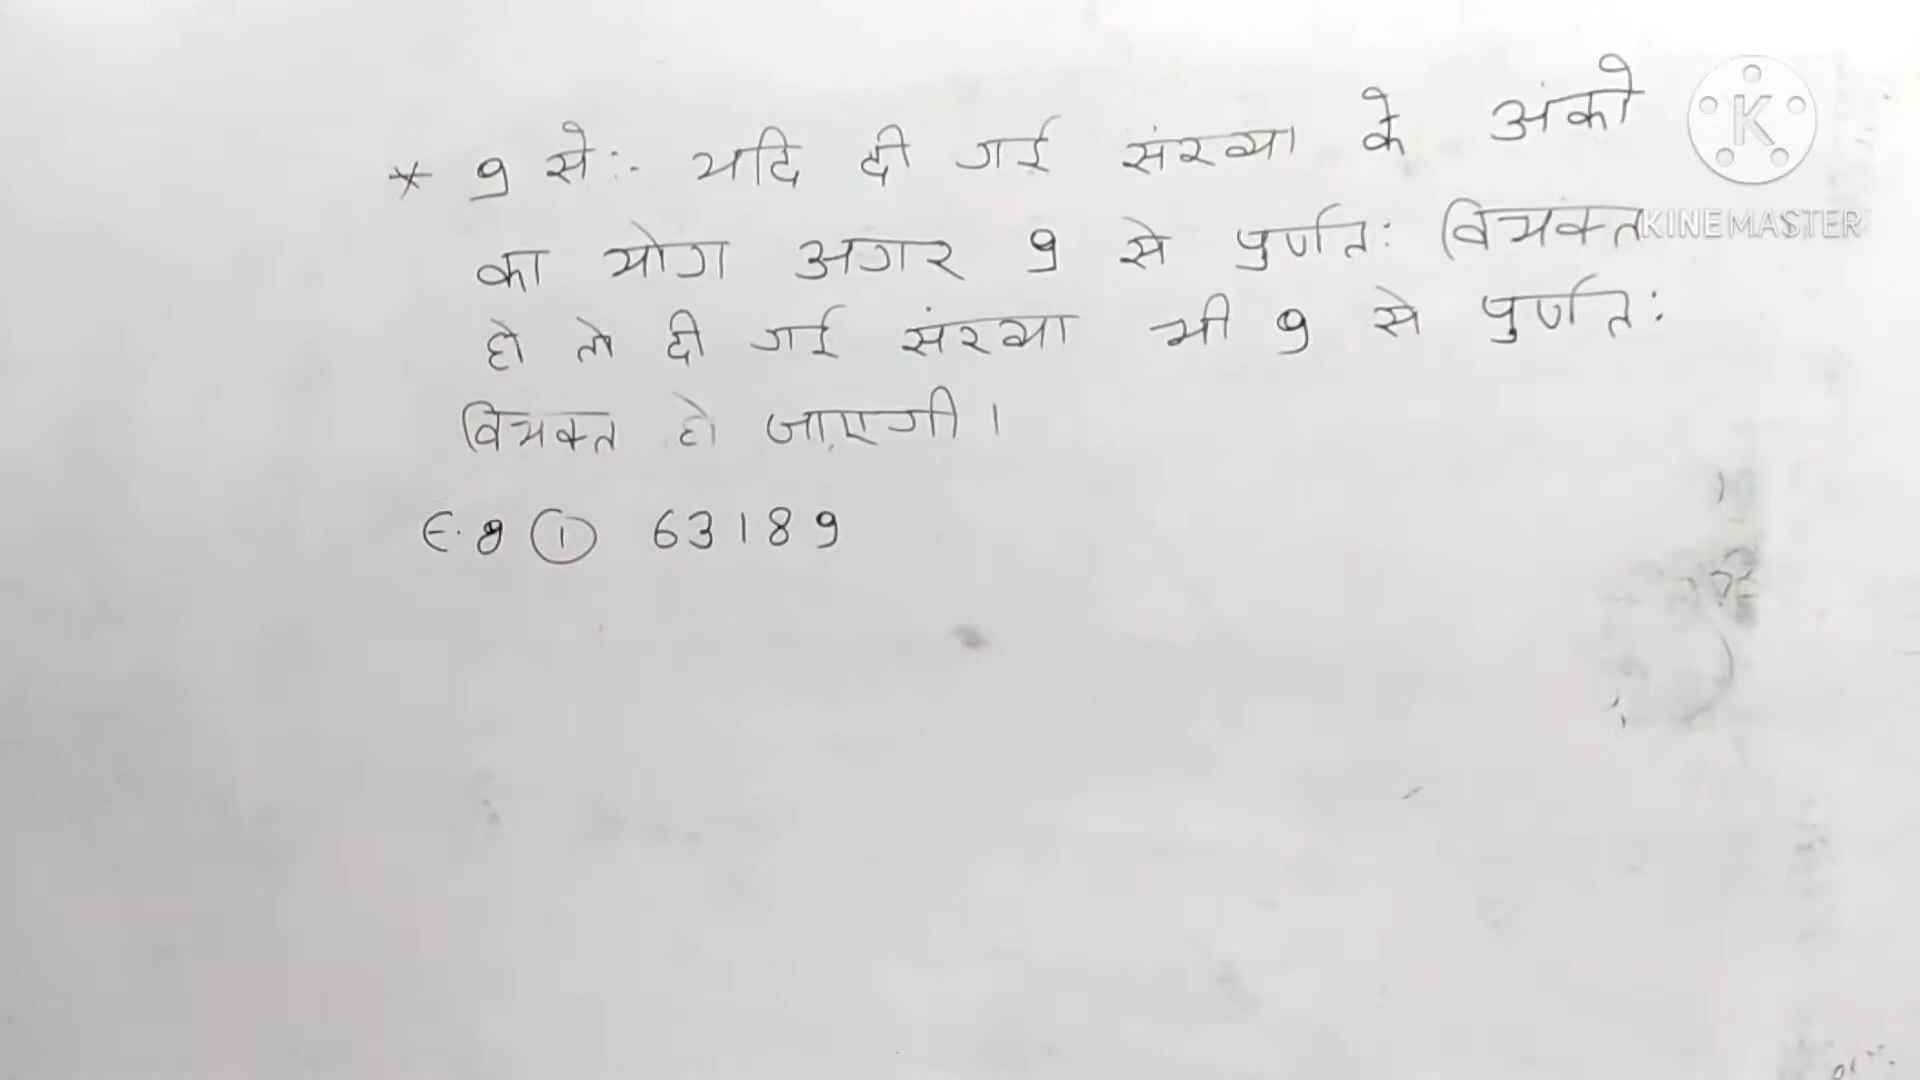 * 9 से:- यदि दी गई संख्या के अंको
का योग अगर 9 से पुर्णत: विभक्त
हो तो दी गई संख्या भी 9 से पुर्णत:
विभक्त हो जाएगी।
E.g ① 63189
KINEMASTER